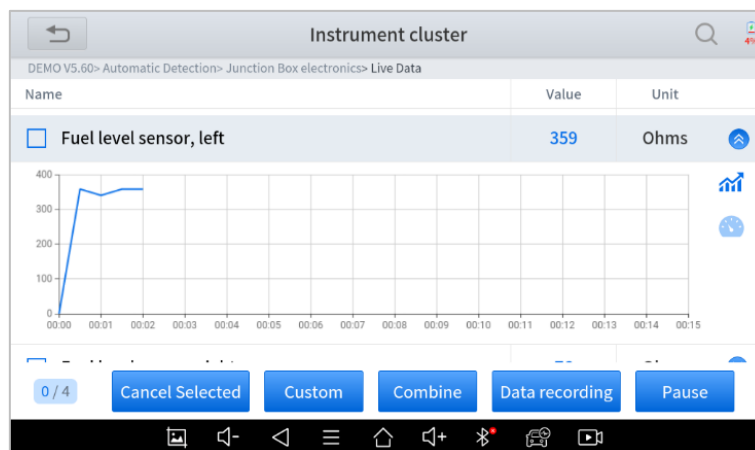 Instrument cluster
4%
DEMO V5.60> Automatic Detection> Junction Box electronics> Live Data
Name Value Unit
Fuel level sensor, left 359 Ohms
400
300
200
100
0
00:00 00:01 00:02 00:03 00:04 00:05 00:06 00:07 00:08 00:09 00:10 00:11 00:12 00:13 00:14 00:15
0 / 4 Cancel Selected Custom Combine Data recording Pause